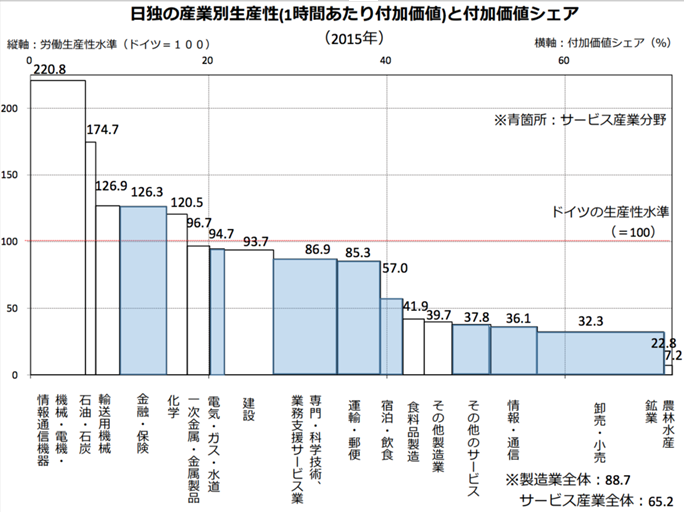 日独の産業別生産性(1時間あたり付加価値)と付加価値シェア
（2015年）
縦軸：労働生産性水準（ドイツ＝１００）
横軸：付加価値シェア（%）
0
20
40
60
200
150
100
50
0
220.8
174.7
126.9
126.3
120.5
96.7
94.7
93.7
86.9
85.3
57.0
41.9
39.7
37.8
36.1
32.3
22.8
7.2
※青箇所：サービス産業分野
ドイツの生産性水準
（＝100）
機械・電機・
情報通信機器
石油・石炭
輸送用機械
金融・保険
化学
一次金属・金属製品
電気・ガス・水道
建設
専門・科学技術、
業務支援サービス業
運輸・郵便
宿泊・飲食
食料品製造
その他製造業
その他のサービス
情報・通信
卸売・小売
鉱業
農林水産
※製造業全体：88.7
サービス産業全体：65.2